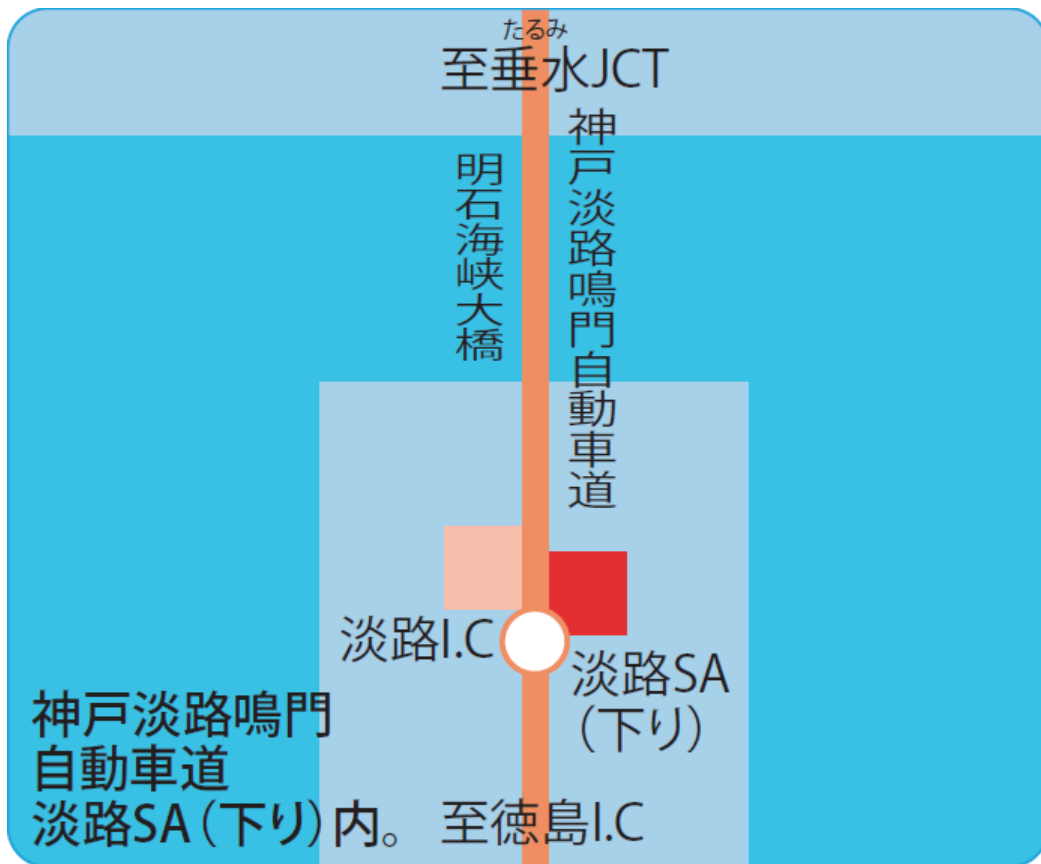 たるみ
至垂水JCT
神戸淡路鳴門自動車道
明石海峡大橋
淡路I.C
淡路SA
（下り）
神戸淡路鳴門
自動車道
淡路SA（下り）内。
至徳島I.C